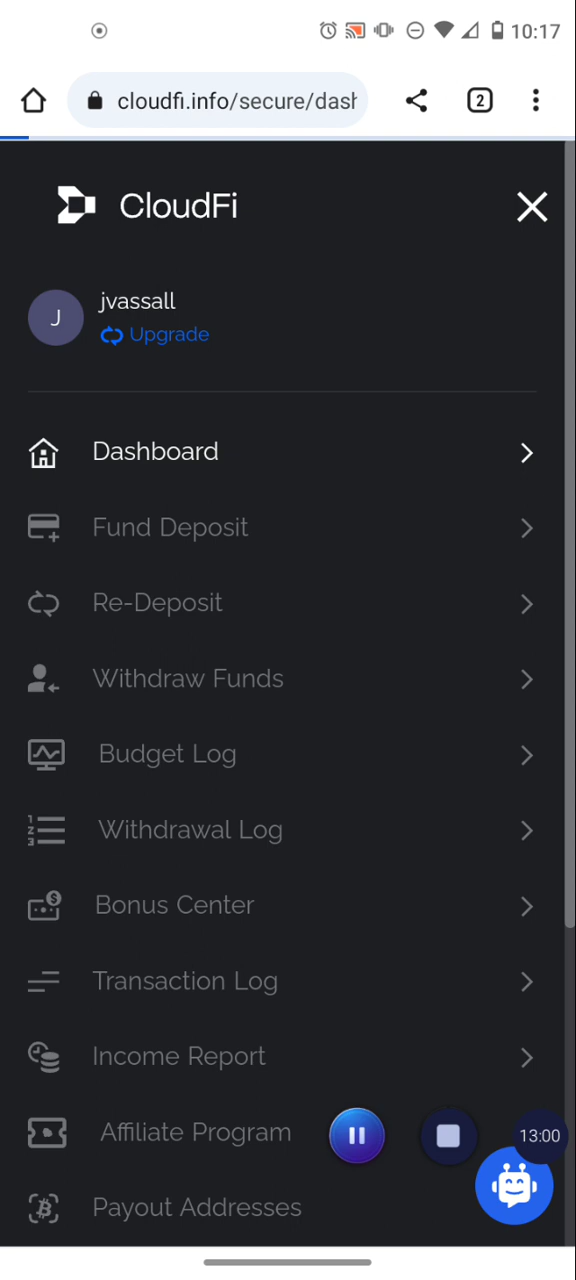 10:17
cloudfi.info/secure/dash
2
CloudFi
jvassall
J
Upgrade
Dashboard
Fund Deposit
Re-Deposit
Withdraw Funds
Budget Log
Withdrawal Log
Bonus Center
Transaction Log
Income Report
Affiliate Program
13:00
Payout Addresses